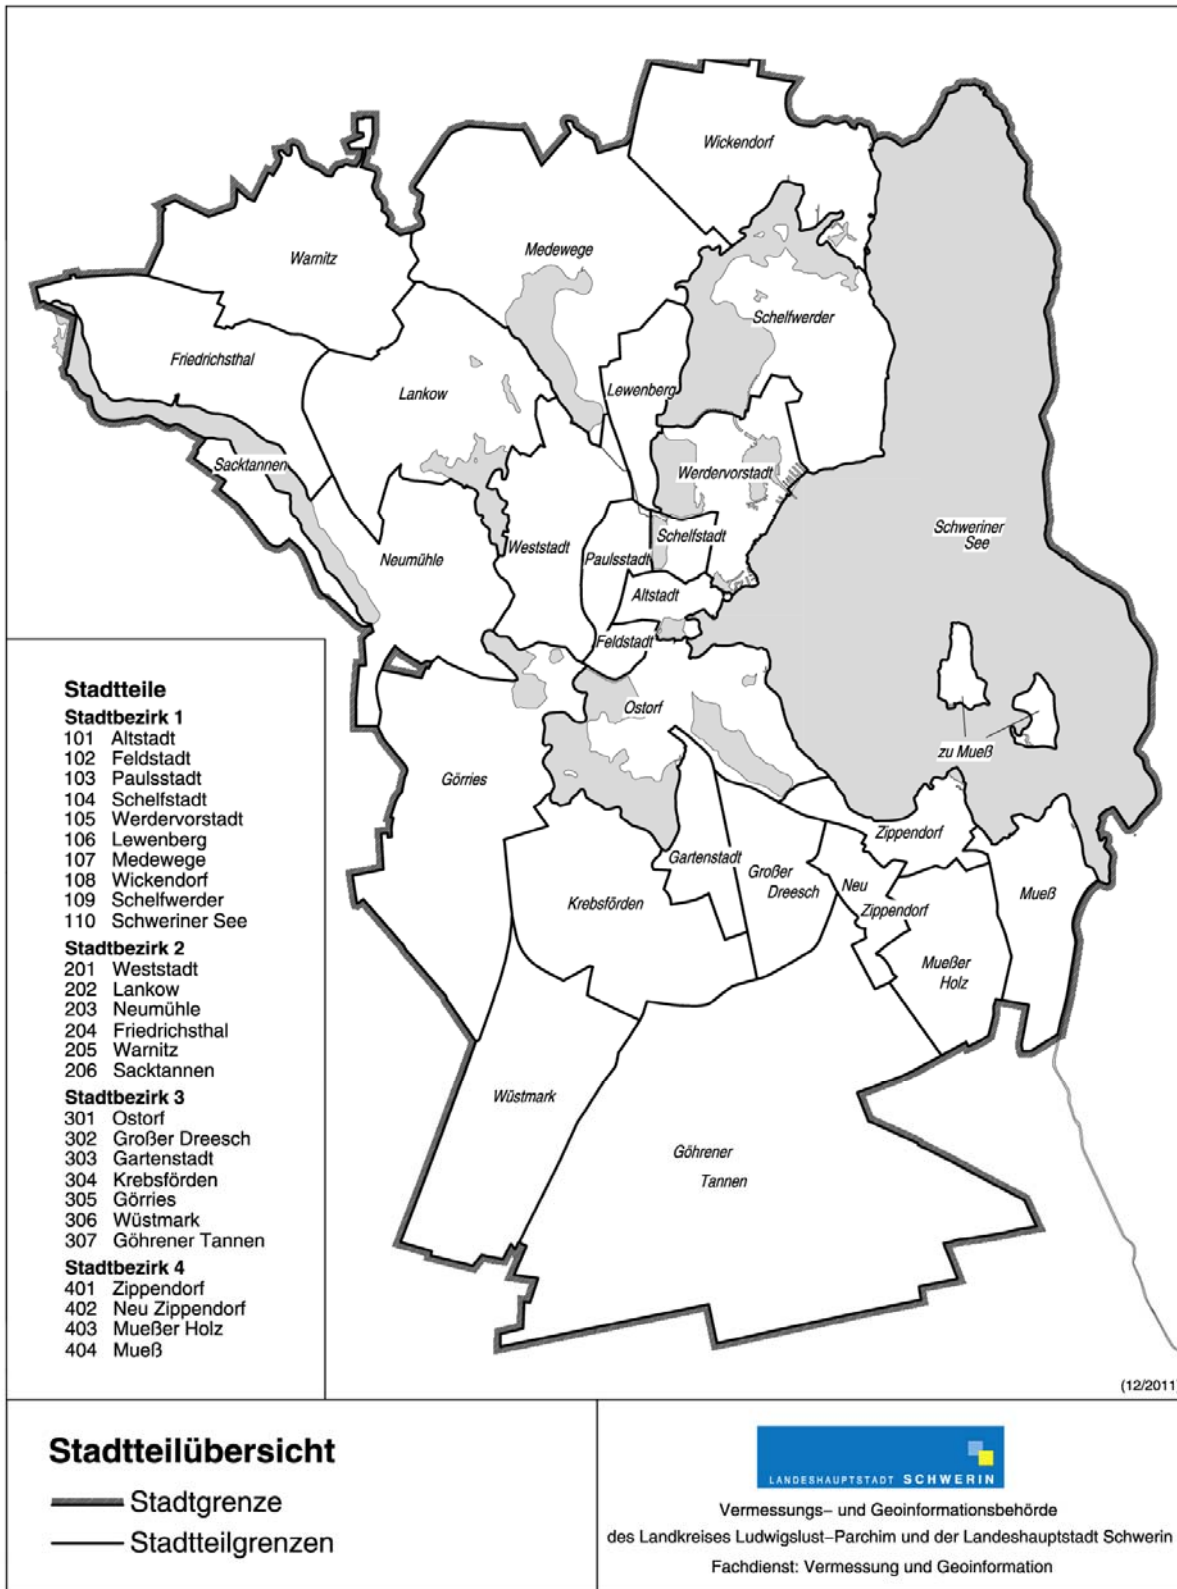 Wickendorf
Warnitz
Medewege
Schelfwerder
Friedrichsthal
Lankow
Lewenberg
Sacktannen
Werdervorstadt
Schweriner
See
Neumühle
Weststadt
Paulsstadt
Schelfstadt
Altstadt
Feldstadt
Ostorf
zu Mueß
Görries
Zippendorf
Gartenstadt
Großer
Dreesch
Neu
Zippendorf
Mueß
Krebsförden
Mueßer
Holz
Wüstmark
Göhrener
Tannen
Stadtteile
Stadtbezirk 1
101 Altstadt
102 Feldstadt
103 Paulsstadt
104 Schelfstadt
105 Werdervorstadt
106 Lewenberg
107 Medewege
108 Wickendorf
109 Schelfwerder
110 Schweriner See
Stadtbezirk 2
201 Weststadt
202 Lankow
203 Neumühle
204 Friedrichsthal
205 Warnitz
206 Sacktannen
Stadtbezirk 3
301 Ostorf
302 Großer Dreesch
303 Gartenstadt
304 Krebsförden
305 Görries
306 Wüstmark
307 Göhrener Tannen
Stadtbezirk 4
401 Zippendorf
402 Neu Zippendorf
403 Mueßer Holz
404 Mueß
(12/2011)
Stadtteilübersicht
Stadtgrenze
Stadtteilgrenzen
LANDESHAUPTSTADT SCHWERIN
Vermessungs– und Geoinformationsbehörde
des Landkreises Ludwigslust–Parchim und der Landeshauptstadt Schwerin
Fachdienst: Vermessung und Geoinformation